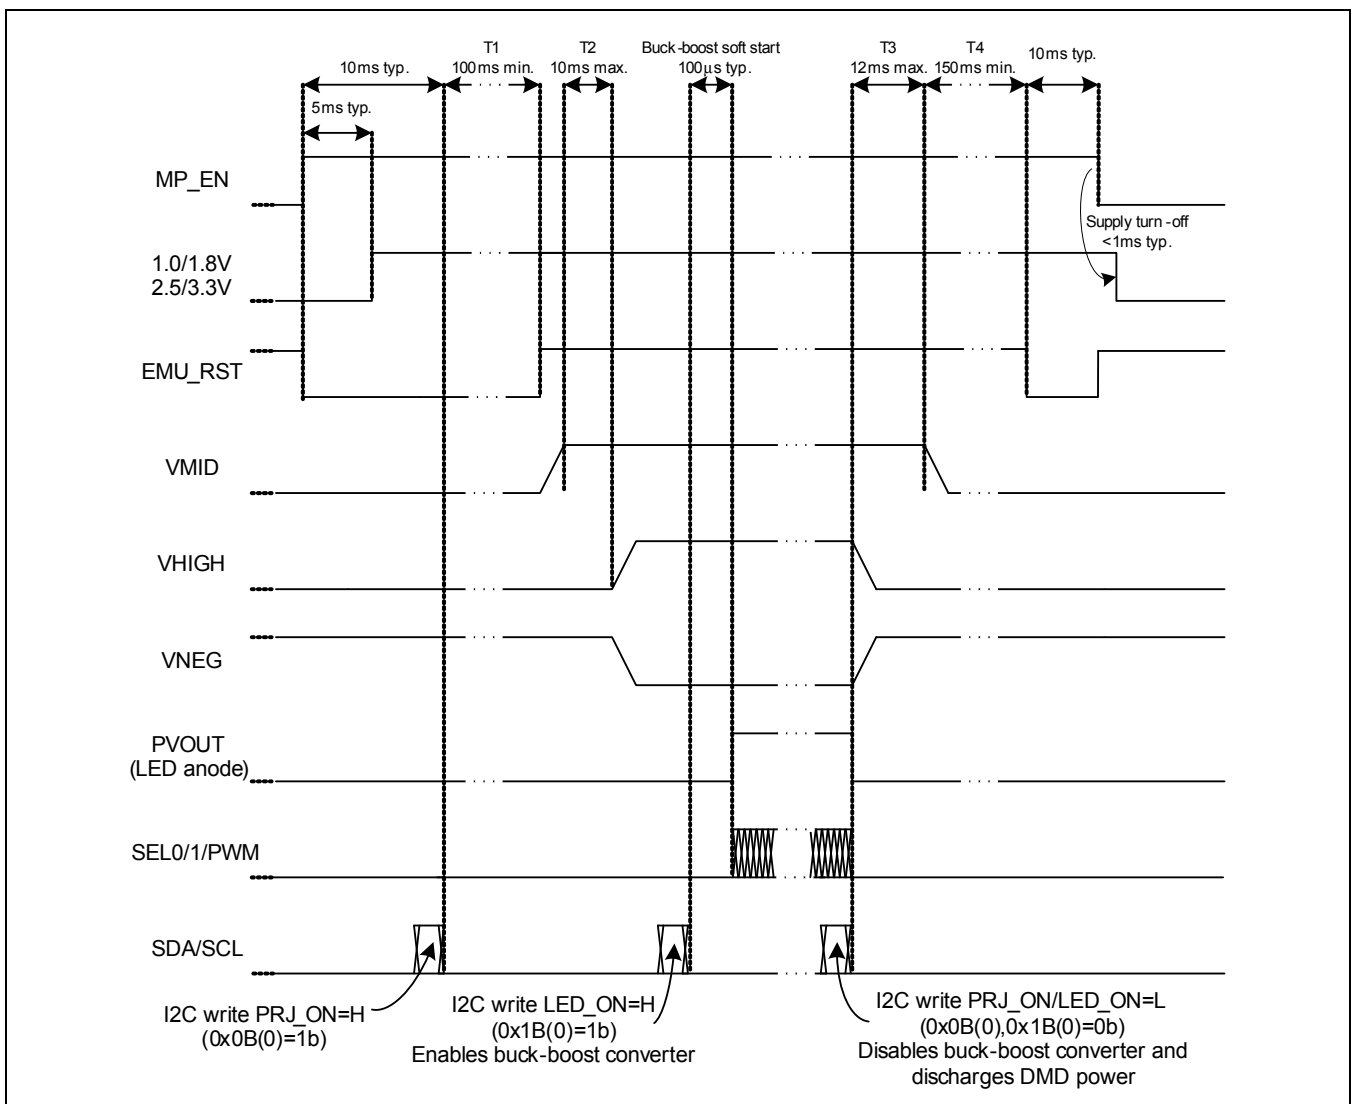 T1
T2
Buck-boost soft start
T3
T4
10ms typ.
10ms typ.
100ms min.
10ms max.
100µs typ.
12ms max.
150ms min.
5ms typ.
MP_EN
Supply turn-off
<1ms typ.
1.0/1.8V
2.5/3.3V
EMU_RST
VMID
VHIGH
VNEG
PVOUT
(LED anode)
SEL0/1/PWM
SDA/SCL
I2C write PRJ_ON=H
(0x0B(0)=1b)
I2C write LED_ON=H
(0x1B(0)=1b)
Enables buck-boost converter
I2C write PRJ_ON/LED_ON=L
(0x0B(0),0x1B(0)=0b)
Disables buck-boost converter and
discharges DMD power